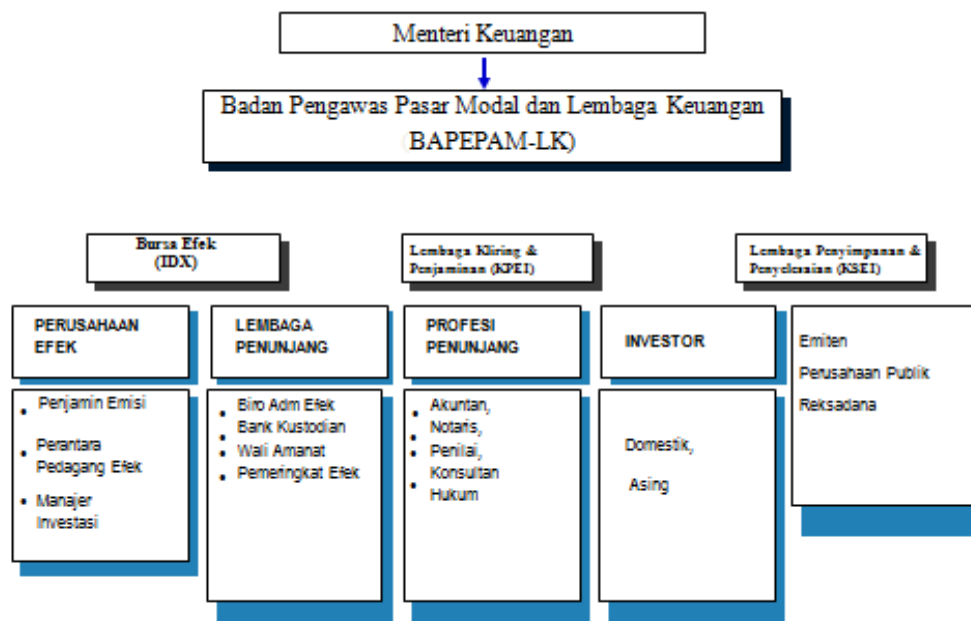 Menteri Keuangan
Badan Pengawas Pasar Modal dan Lembaga Keuangan
(BAPEPAM-LK)
Bursa Efek
(IDX)
Lembaga Kliring &
Penjaminan (KPEI)
Lembaga Penyimpanan &
Penyelesaian (KSEI)
PERUSAHAAN
EFEK
LEMBAGA
PENUNJANG
PROFESI
PENUNJANG
INVESTOR
Emiten
Perusahaan Publik
Reksadana
• Penjamin Emisi
• Perantara
Pedagang Efek
• Manajer
Investasi
• Biro Adm Efek
• Bank Kustodian
• Wali Amanat
• Pemeringkat Efek
• Akuntan,
• Notaris,
• Penilai,
• Konsultan
Hukum
Domestik,
Asing